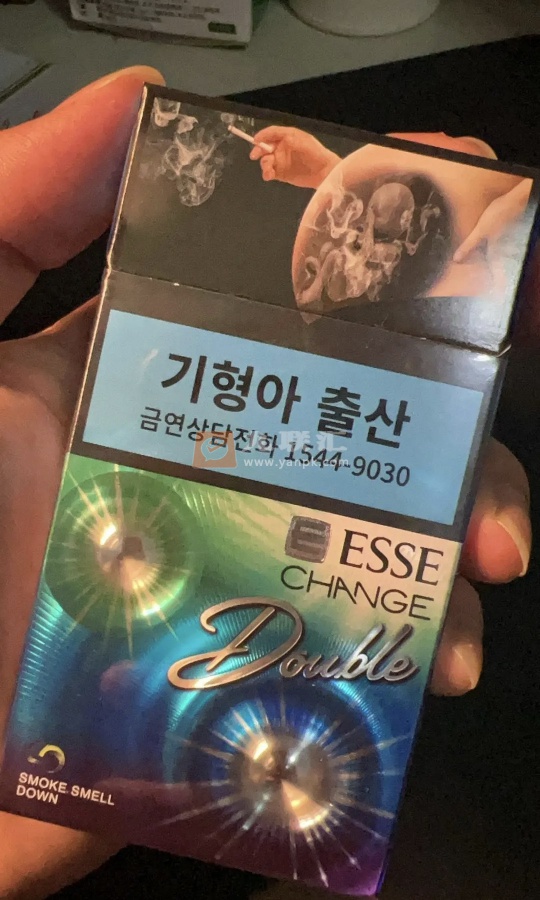 기형아 출산
금연상담전화 1544-9030
www.yanpk.com
ESSE
CHANGE
Double
SMOKE SMELL
DOWN